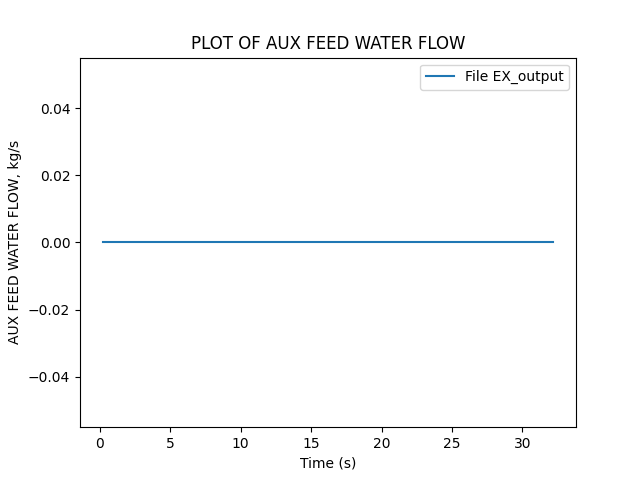 PLOT OF AUX FEED WATER FLOW
File EX_output
AUX FEED WATER FLOW, kg/s
0.04
0.02
0.00
−0.02
−0.04
0 5 10 15 20 25 30
Time (s)